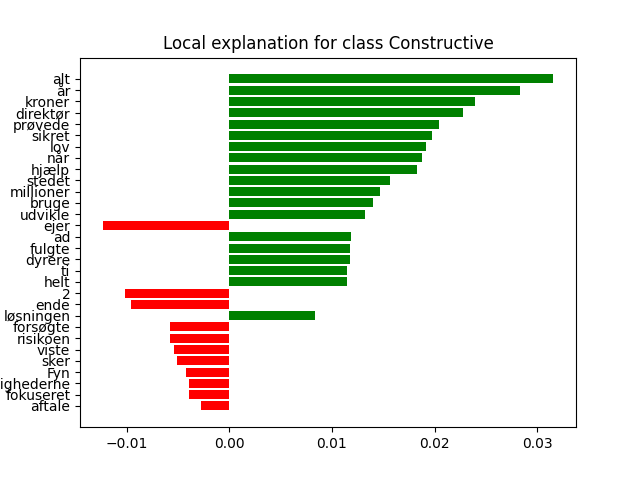 Local explanation for class Constructive
alt
år
kroner
direktør
prøvede
sikret
lov
når
hjælp
stedet
millioner
bruge
udvikle
ejer
ad
fulgte
dyrere
ti
helt
2
ende
løsningen
forsøgte
risikoen
viste
sker
Fyn
ighederne
fokuseret
aftale
−0.01 0.00 0.01 0.02 0.03